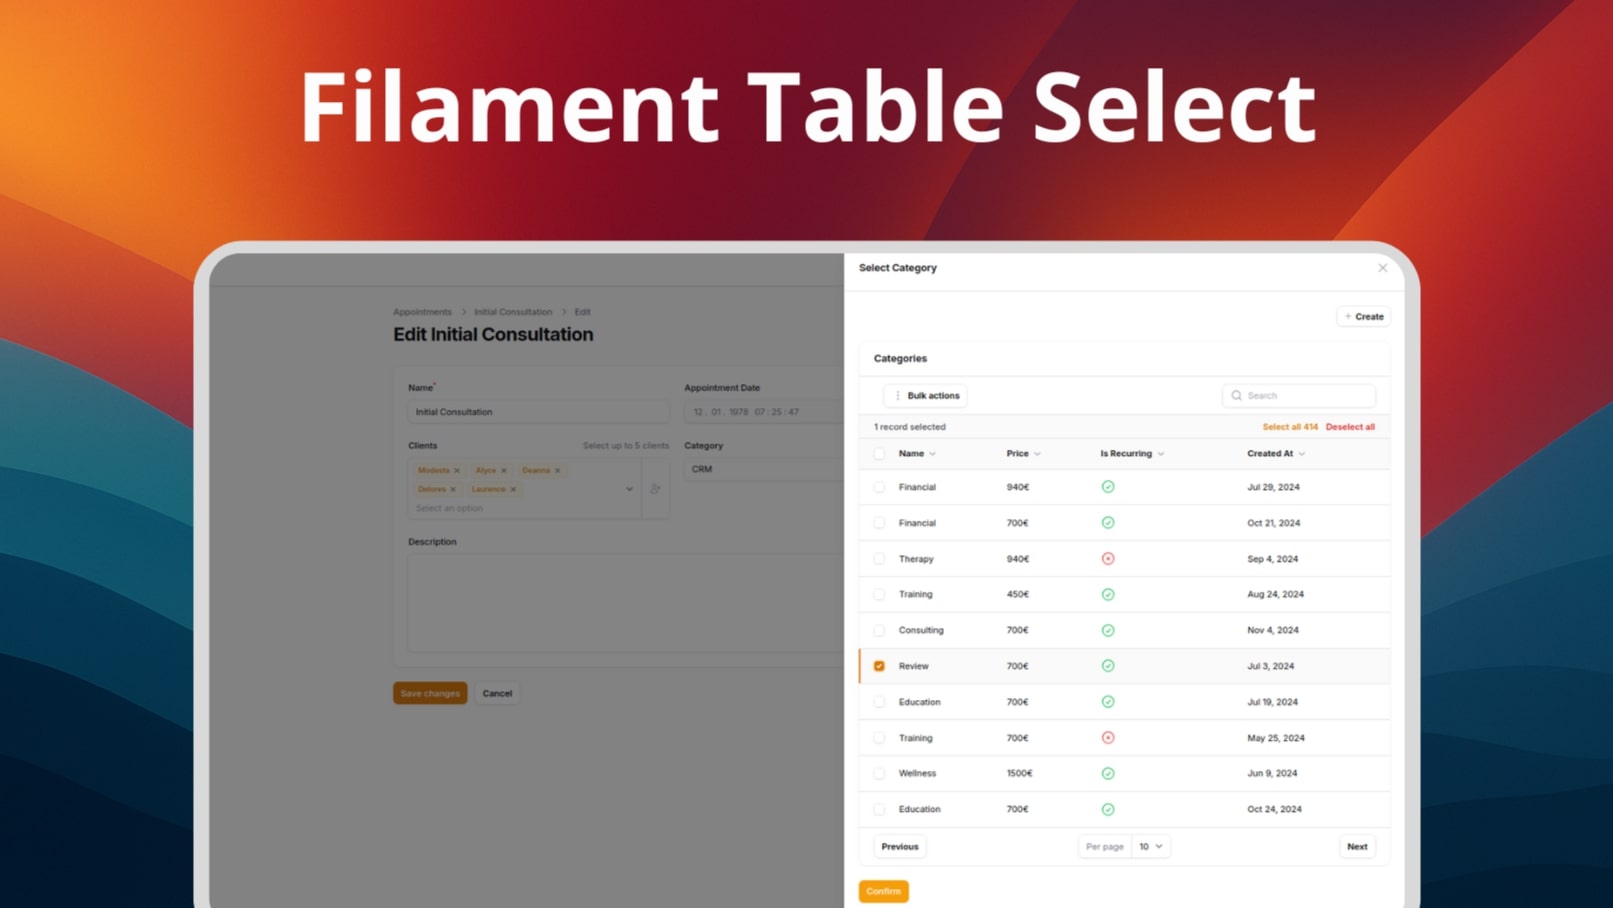 Filament Table Select
Appointments > Initial Consultation > Edit
Edit Initial Consultation
Name*
Initial Consultation
Appointment Date
12 . 01 . 1978 07 : 25 : 47
Clients
Select up to 5 clients
Modesta × Alyce × Deanna ×
Delores × Laurence ×
Select an option
Category
CRM
Description
Save changes
Cancel
Select Category
+ Create
Categories
Bulk actions
Search
1 record selected
Select all 414 Deselect all
Name Price Is Recurring Created At
Financial 940€ Jul 29, 2024
Financial 700€ Oct 21, 2024
Therapy 940€ Sep 4, 2024
Training 450€ Aug 24, 2024
Consulting 700€ Nov 4, 2024
Review 700€ Jul 3, 2024
Education 700€ Jul 19, 2024
Training 700€ May 25, 2024
Wellness 1500€ Jun 9, 2024
Education 700€ Oct 24, 2024
Previous
Per page 10
Next
Confirm